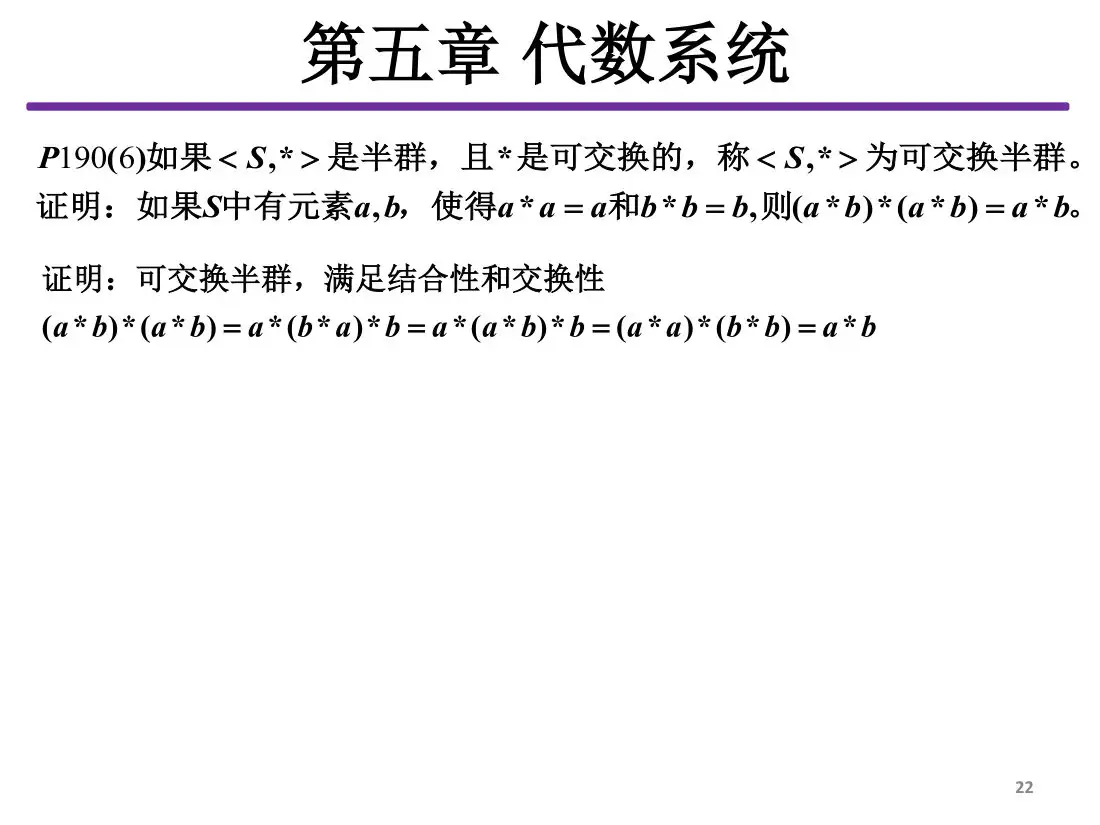 第五章 代数系统
P190(6)如果<S,*>是半群，且*是可交换的，称<S,*>为可交换半群。
证明：如果S中有元素a,b，使得a*a=a和b*b=b,则(a*b)*(a*b)=a*b。
证明：可交换半群，满足结合性和交换性
(a*b)*(a*b)=a*(b*a)*b=a*(a*b)*b=(a*a)*(b*b)=a*b
22